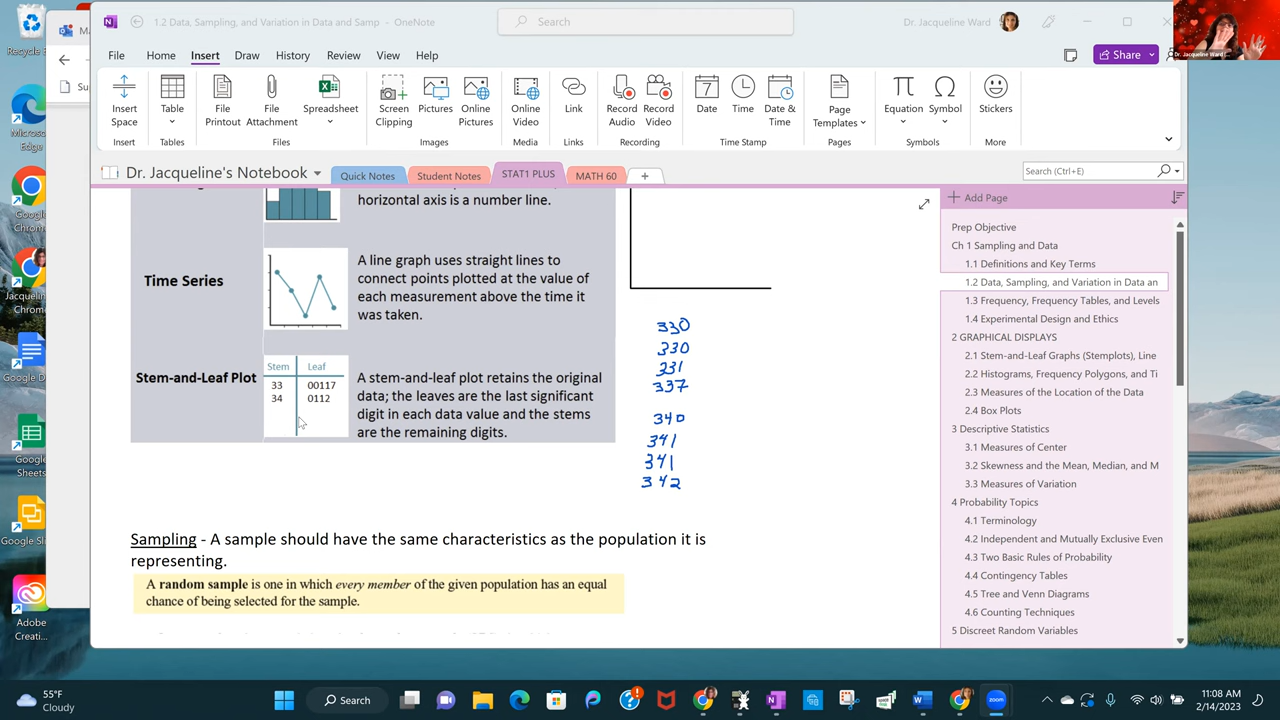 1.2 Data, Sampling, and Variation in Data and Samp - OneNote
Search
Dr. Jacqueline Ward
File Home Insert Draw History Review View Help
Share
Insert Space
Table
File Printout
File Attachment
Spreadsheet
Screen Clipping
Pictures
Online Pictures
Online Video
Link
Record Audio
Record Video
Date
Time
Date & Time
Page Templates
Equation
Symbol
Stickers
Insert Tables Files Images Media Links Recording Time Stamp Pages Symbols More
Dr. Jacqueline's Notebook
Quick Notes
Student Notes
STAT1 PLUS
MATH 60
Search (Ctrl+E)
horizontal axis is a number line.
Time Series
A line graph uses straight lines to
connect points plotted at the value of
each measurement above the time it
was taken.
Stem-and-Leaf Plot
Stem Leaf
33 00117
34 0112
A stem-and-leaf plot retains the original
data; the leaves are the last significant
digit in each data value and the stems
are the remaining digits.
330
330
331
337
340
341
341
342
Sampling - A sample should have the same characteristics as the population it is
representing.
A random sample is one in which every member of the given population has an equal
chance of being selected for the sample.
Add Page
Prep Objective
Ch 1 Sampling and Data
1.1 Definitions and Key Terms
1.2 Data, Sampling, and Variation in Data an
1.3 Frequency, Frequency Tables, and Levels
1.4 Experimental Design and Ethics
2 GRAPHICAL DISPLAYS
2.1 Stem-and-Leaf Graphs (Stemplots), Line
2.2 Histograms, Frequency Polygons, and Ti
2.3 Measures of the Location of the Data
2.4 Box Plots
3 Descriptive Statistics
3.1 Measures of Center
3.2 Skewness and the Mean, Median, and M
3.3 Measures of Variation
4 Probability Topics
4.1 Terminology
4.2 Independent and Mutually Exclusive Even
4.3 Two Basic Rules of Probability
4.4 Contingency Tables
4.5 Tree and Venn Diagrams
4.6 Counting Techniques
5 Discreet Random Variables
Recycle
Microsoft
Edge
Google
Chrome
Google
Google
Sheets
Google
Adobe
Creati...
Dr. Jacqueline Ward
55°F
Cloudy
Search
11:08 AM
2/14/2023